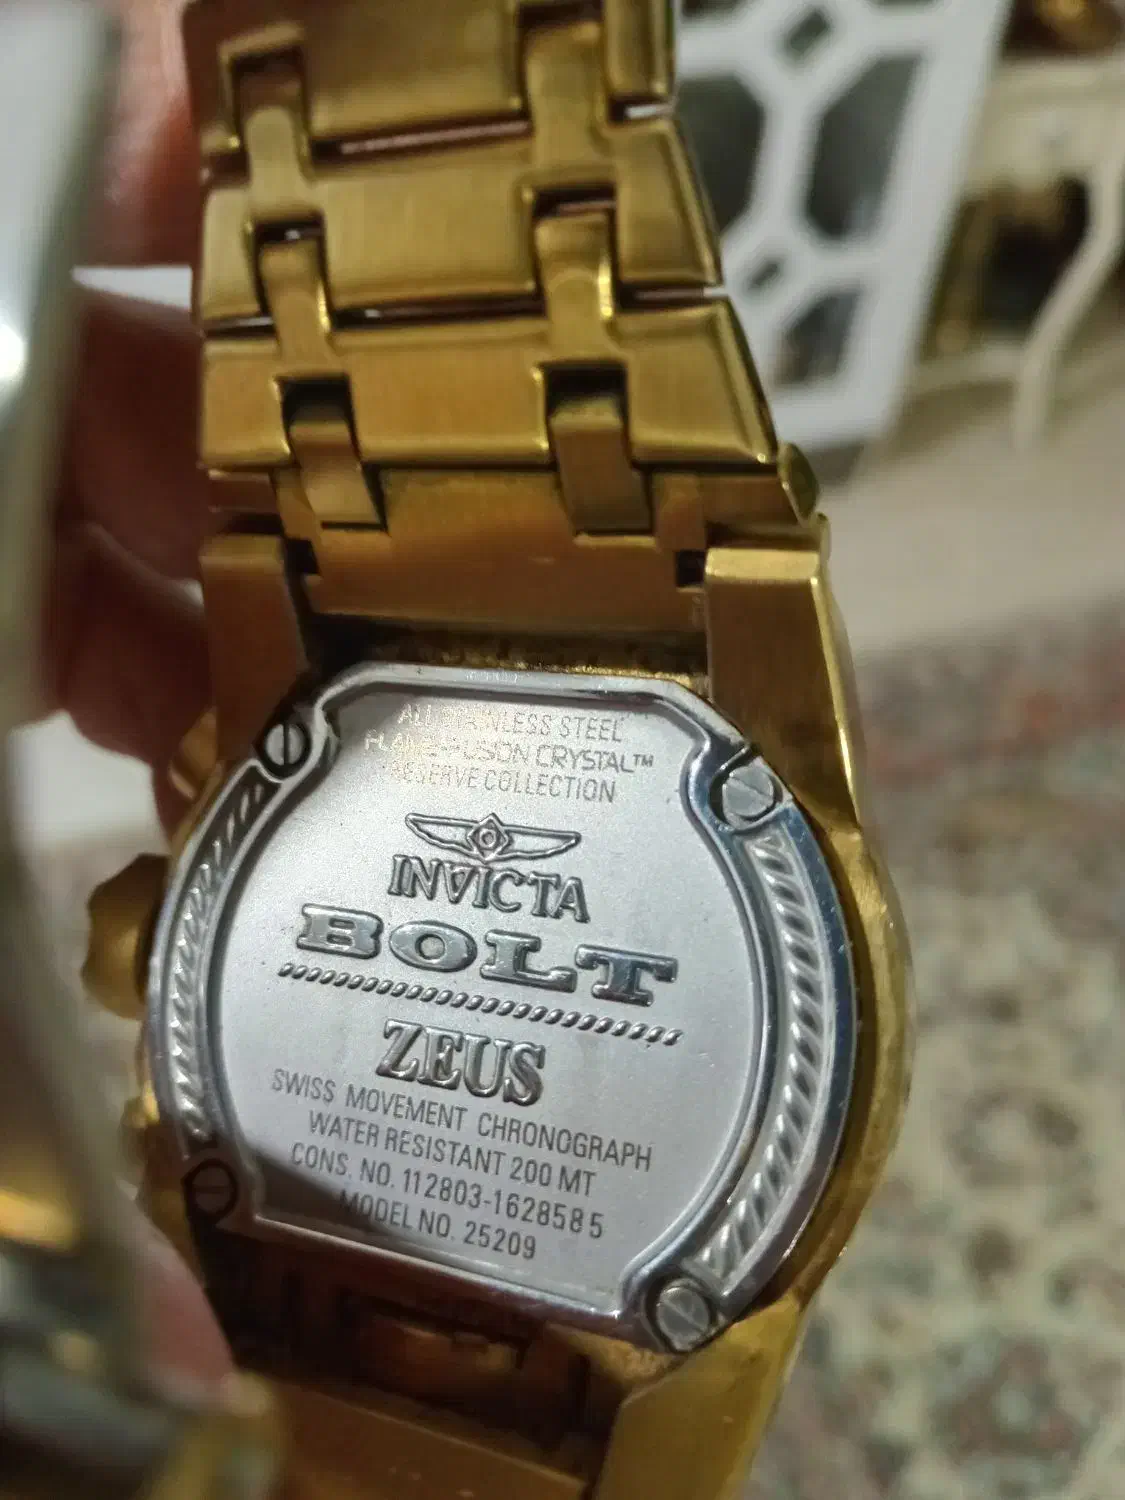 ALL STAINLESS STEEL
FLAME-FUSION CRYSTAL™
RESERVE COLLECTION
INVICTA
BOLT
ZEUS
SWISS MOVEMENT CHRONOGRAPH
WATER RESISTANT 200 MT
CONS. NO. 112803-1628585
MODEL NO. 25209